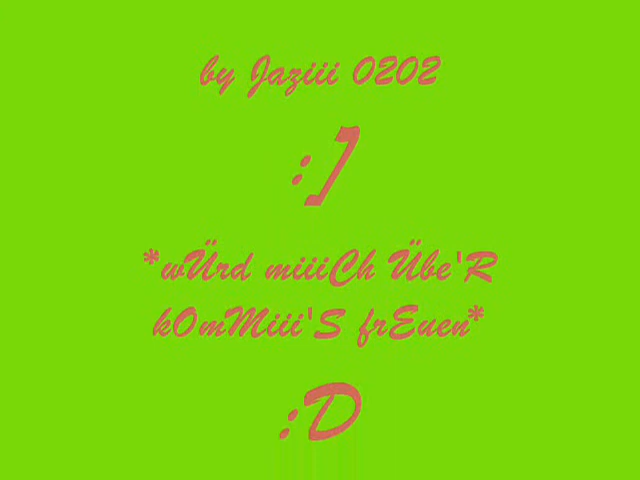 by Jaziii 0202
:]
*wÜrd miiiCh Übe'R
kOmMiii'S frEuen*
:D